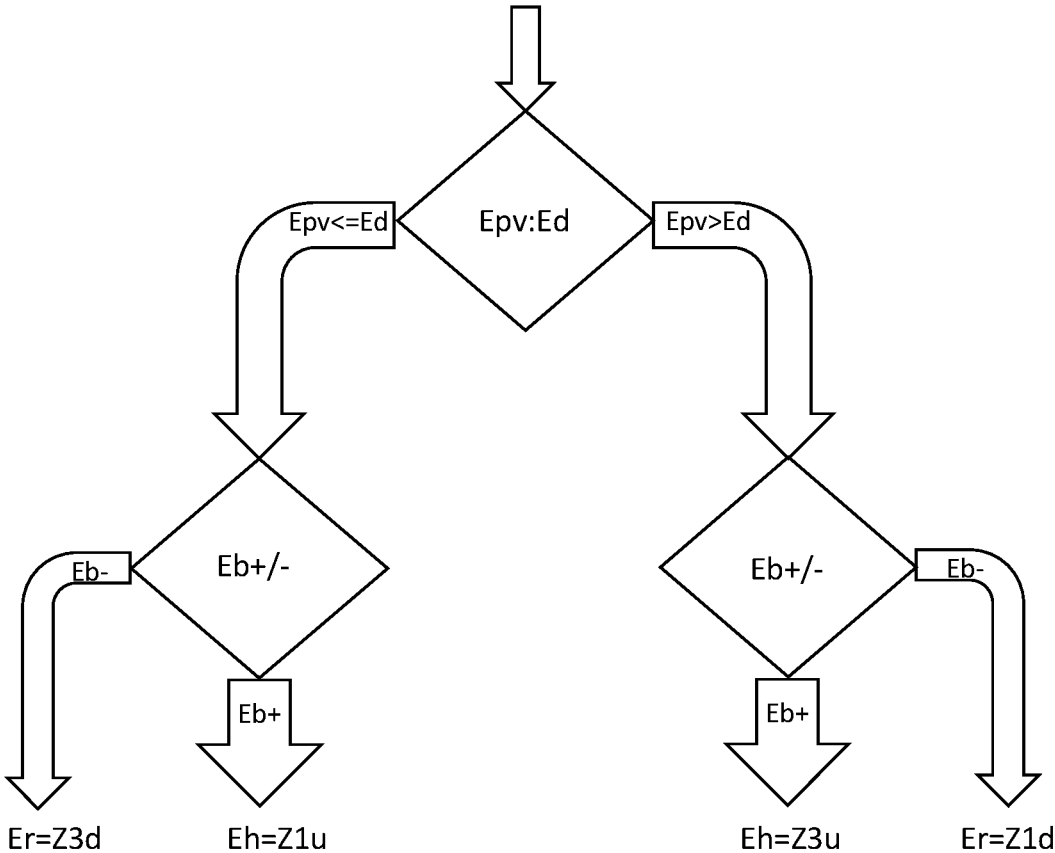 Epv<=Ed
Epv:Ed
Epv>Ed
Eb-
Eb+/-
Eb+/-
Eb-
Eb+
Eb+
Er=Z3d
Eh=Z1u
Eh=Z3u
Er=Z1d